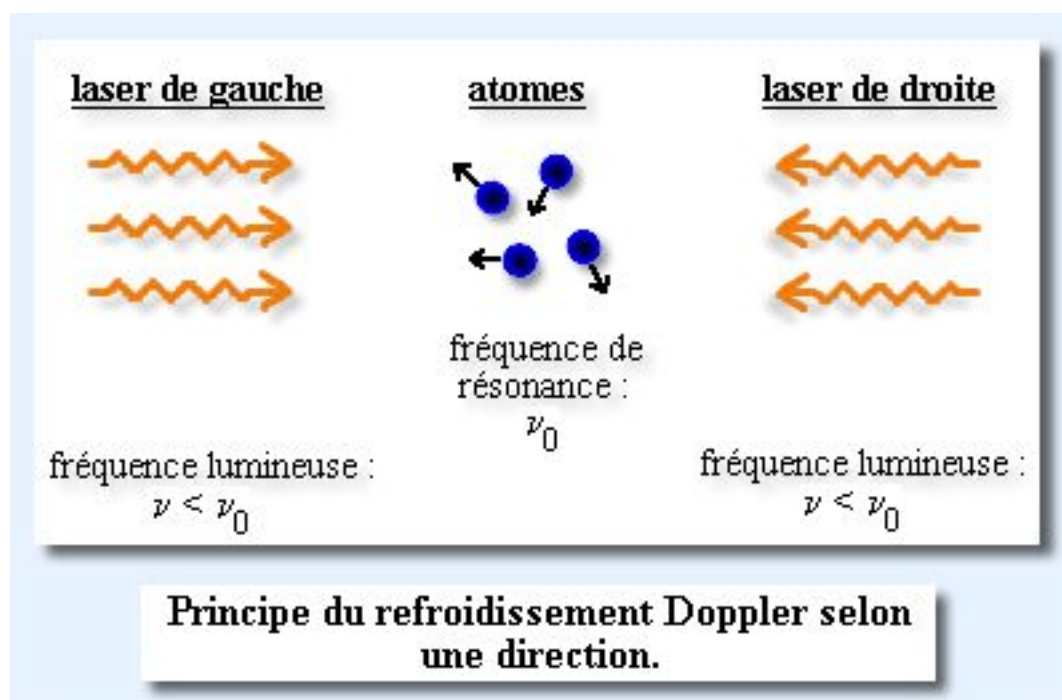 laser de gauche
atomes
laser de droite
fréquence de
résonance :
ν0
fréquence lumineuse :
ν < ν0
fréquence lumineuse :
ν < ν0
Principe du refroidissement Doppler selon
une direction.